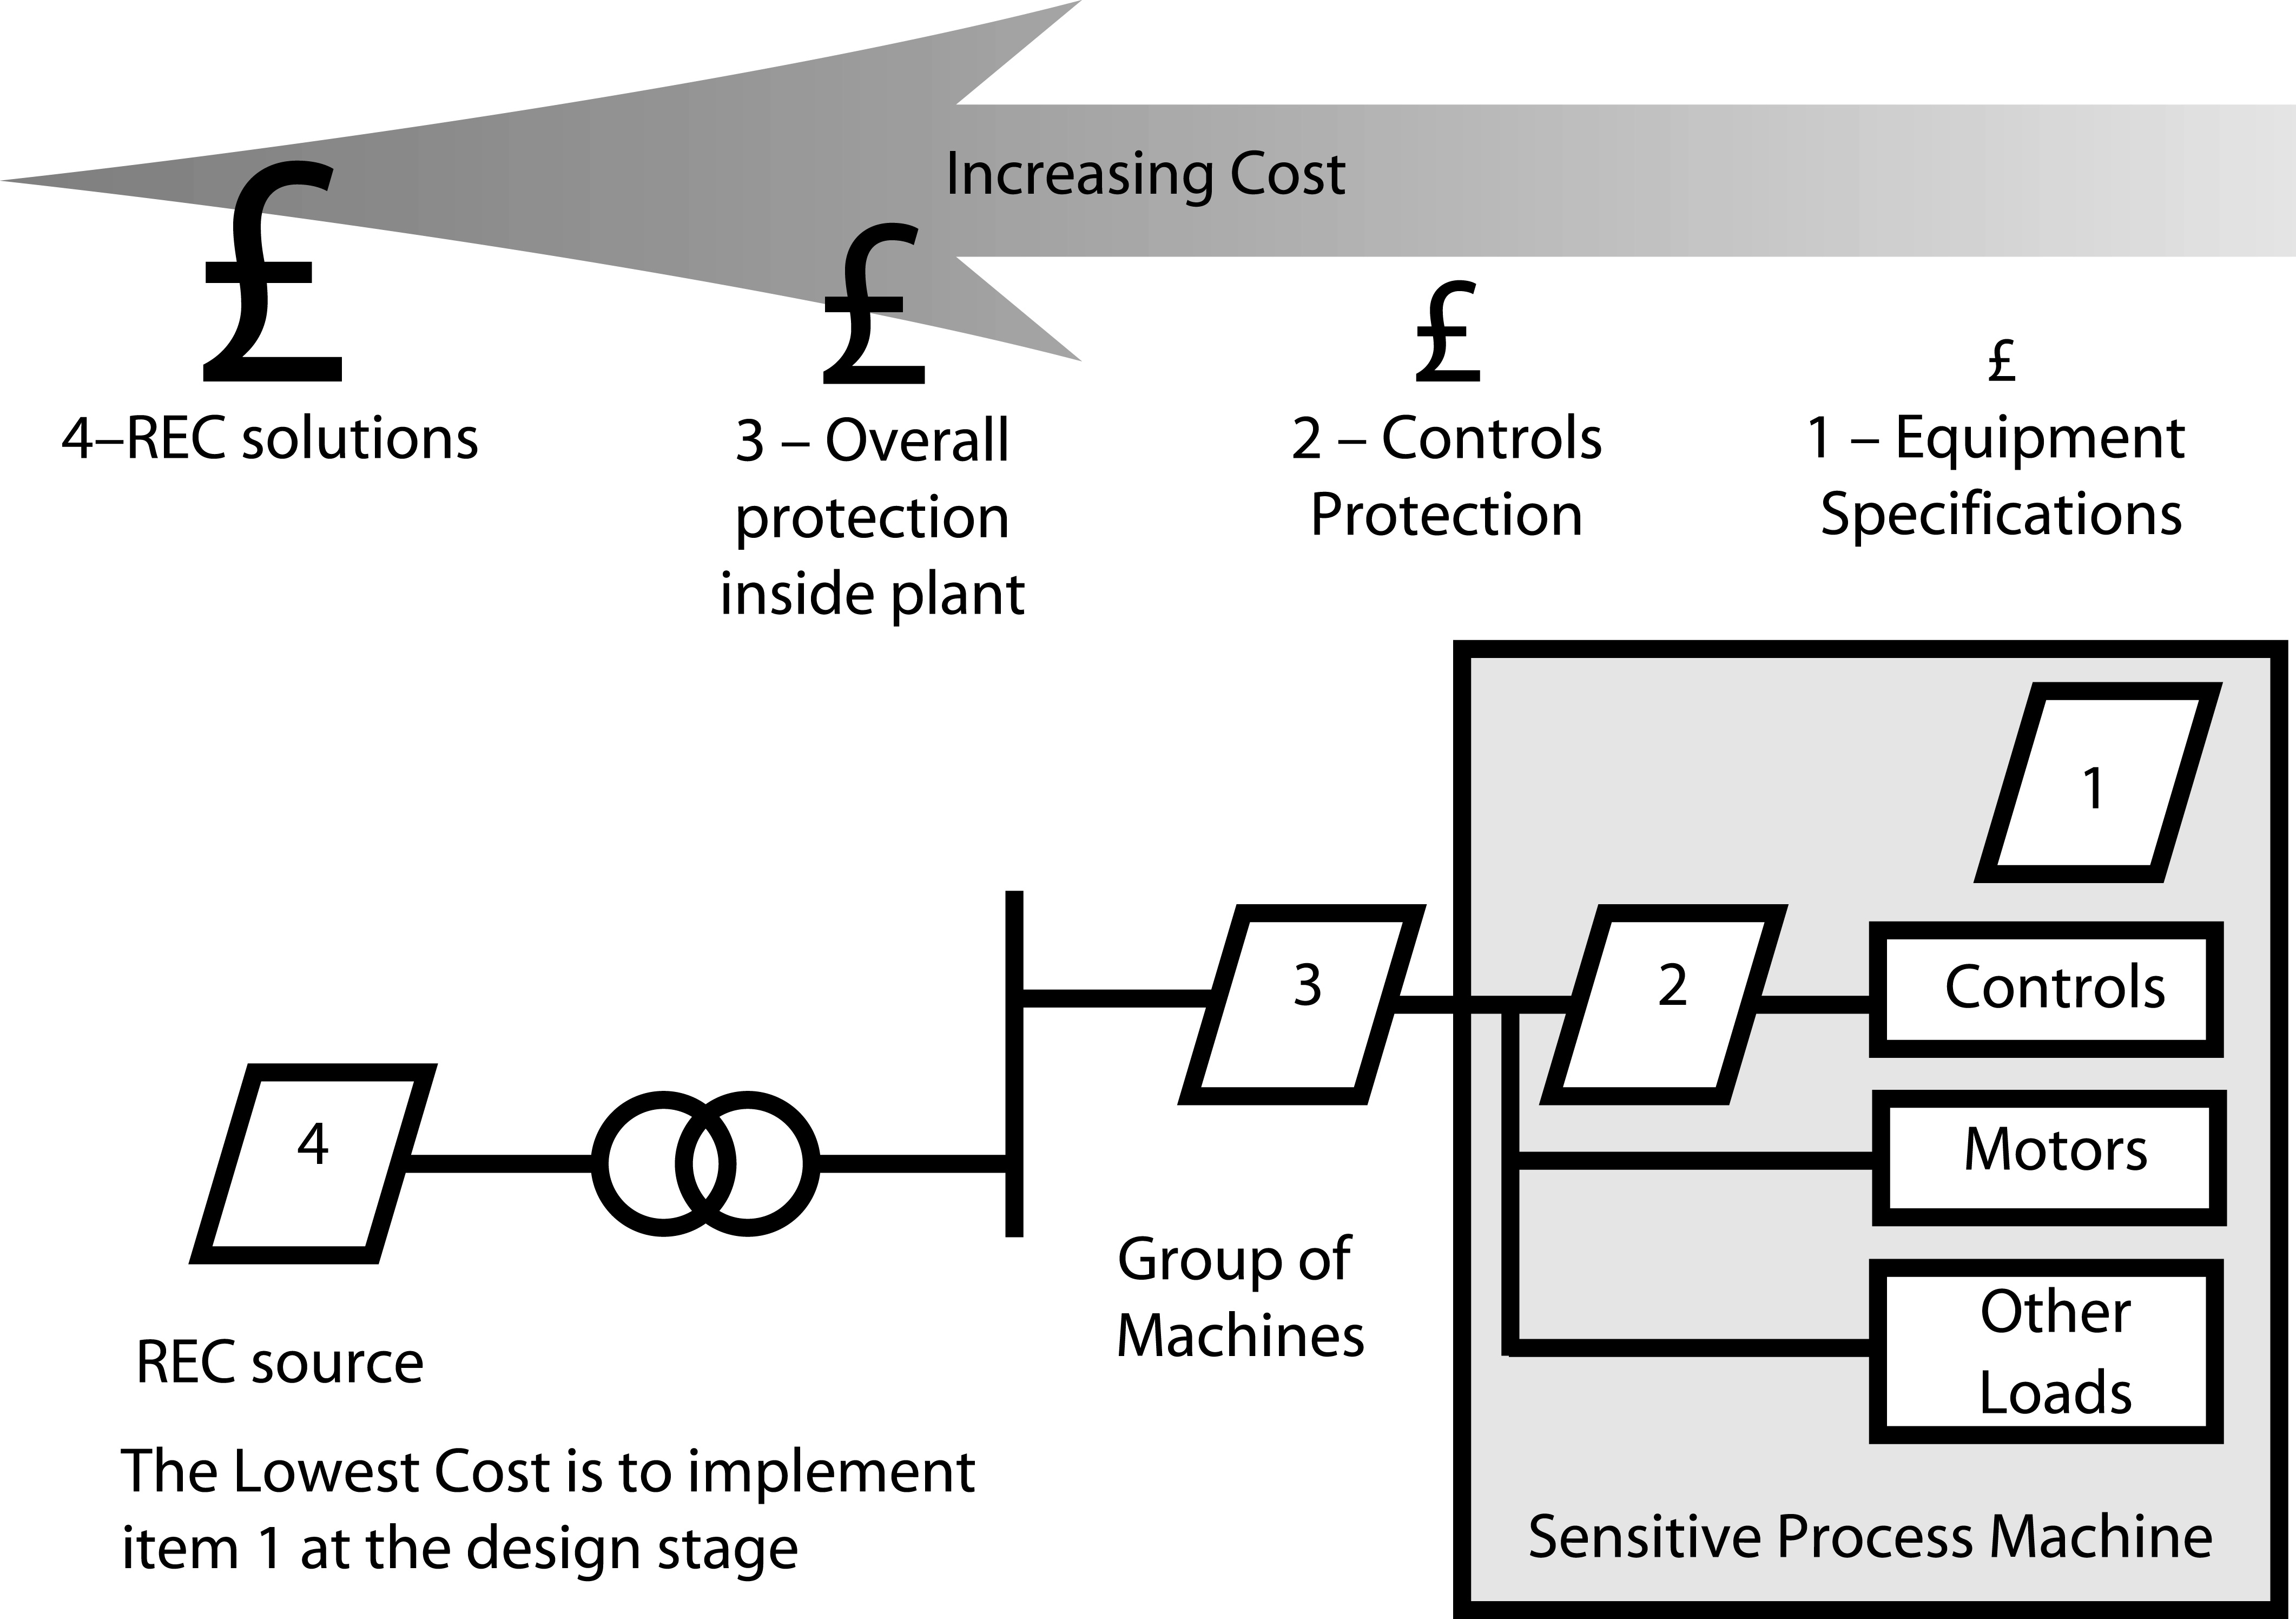 Increasing Cost
£
£
£
£
4–REC solutions
3 – Overall
protection
inside plant
2 – Controls
Protection
1 – Equipment
Specifications
1
3
2
Controls
4
Motors
Group of
Machines
Other
Loads
REC source
The Lowest Cost is to implement
item 1 at the design stage
Sensitive Process Machine